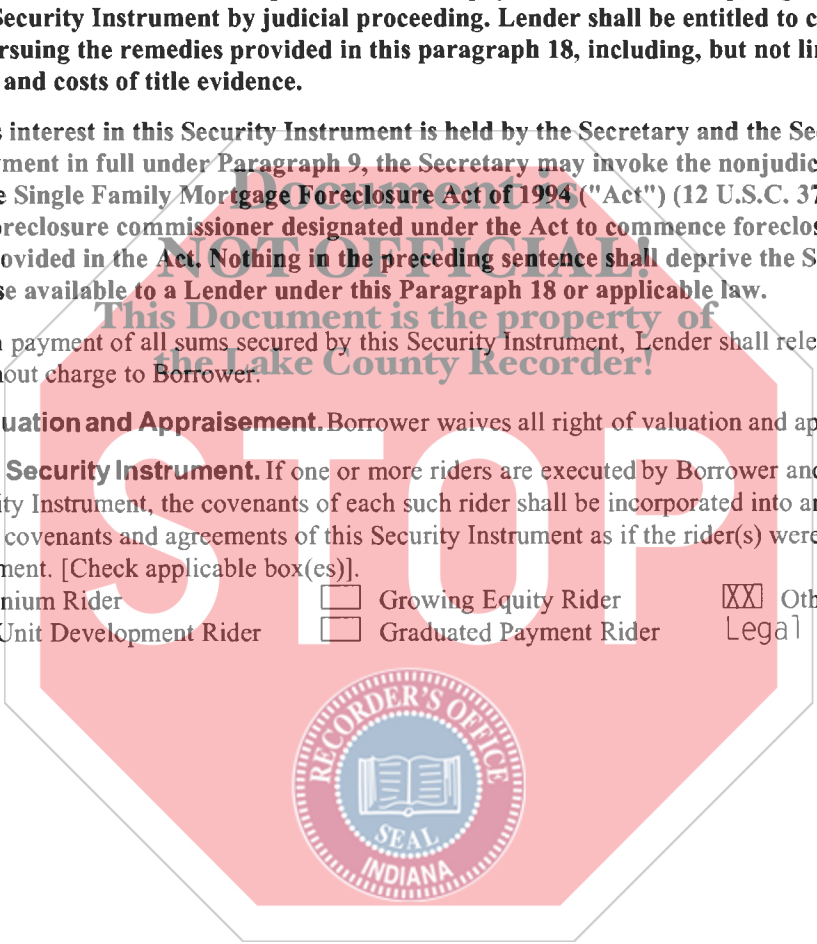 Security Instrument by judicial proceeding. Lender shall be entitled to c
rsuing the remedies provided in this paragraph 18, including, but not li
and costs of title evidence.
s interest in this Security Instrument is held by the Secretary and the Se
ment in full under Paragraph 9, the Secretary may invoke the nonjudic
e Single Family Mortgage Foreclosure Act of 1994 ("Act") (12 U.S.C. 37
Document is
oreclosure commissioner designated under the Act to commence foreclos
NOT OFFICIAL!
ovided in the Act. Nothing in the preceding sentence shall deprive the S
se available to a Lender under this Paragraph 18 or applicable law.
This Document is the property of
n payment of all sums secured by this Security Instrument, Lender shall rele
the Lake County Recorder!
out charge to Borrower.
uation and Appraisement. Borrower waives all right of valuation and ap
Security Instrument. If one or more riders are executed by Borrower and
ity Instrument, the covenants of each such rider shall be incorporated into a
covenants and agreements of this Security Instrument as if the rider(s) were
ment. [Check applicable box(es)].
nium Rider Growing Equity Rider XX Oth
Unit Development Rider Graduated Payment Rider Legal
STOP
RECORDER'S OFFICE
SEAL
INDIANA